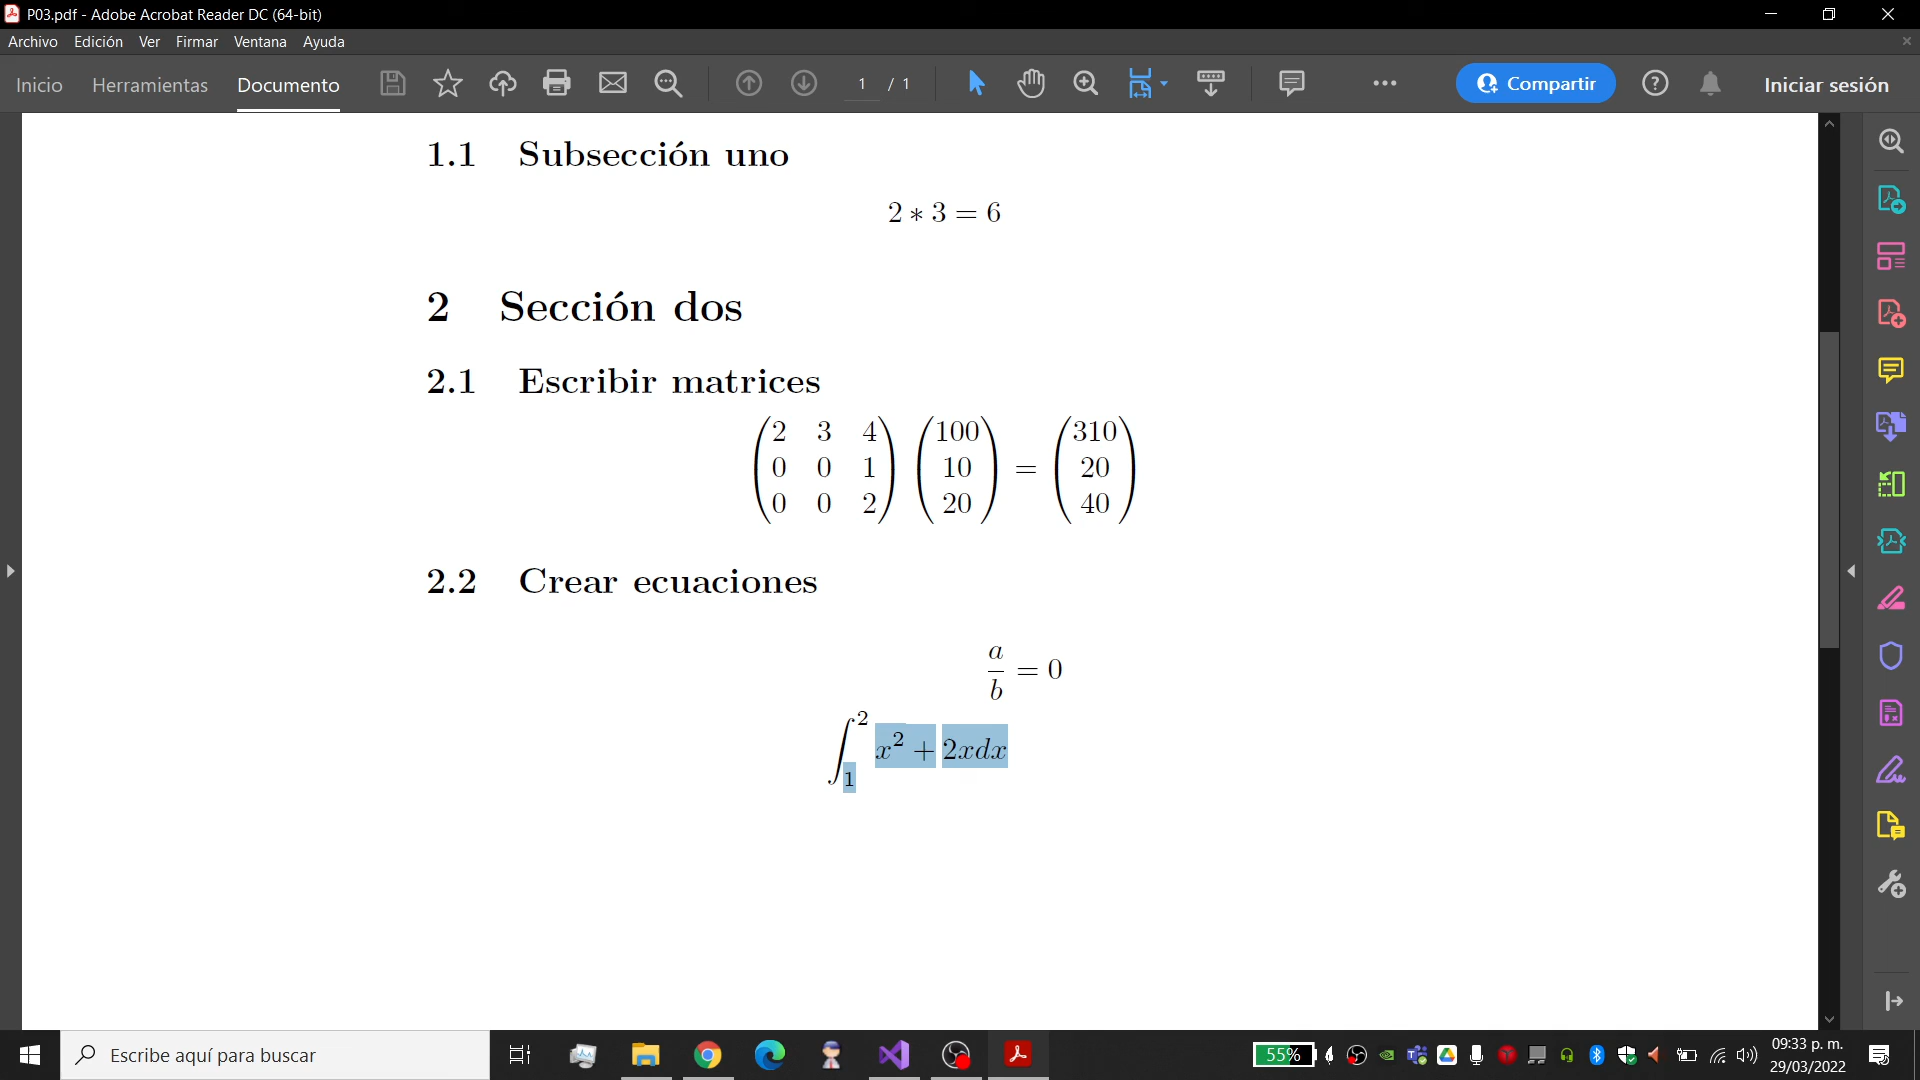 P03.pdf - Adobe Acrobat Reader DC (64-bit)
Archivo Edición Ver Firmar Ventana Ayuda
Inicio Herramientas Documento 1 / 1 Compartir Iniciar sesión
1.1 Subsección uno
2 ∗ 3 = 6
2 Sección dos
2.1 Escribir matrices
2 3 4 100 310
0 0 1 10 = 20
0 0 2 20 40
2.2 Crear ecuaciones
a/b = 0
∫₁² x² + 2xdx
Escribe aquí para buscar
55%
09:33 p. m.
29/03/2022